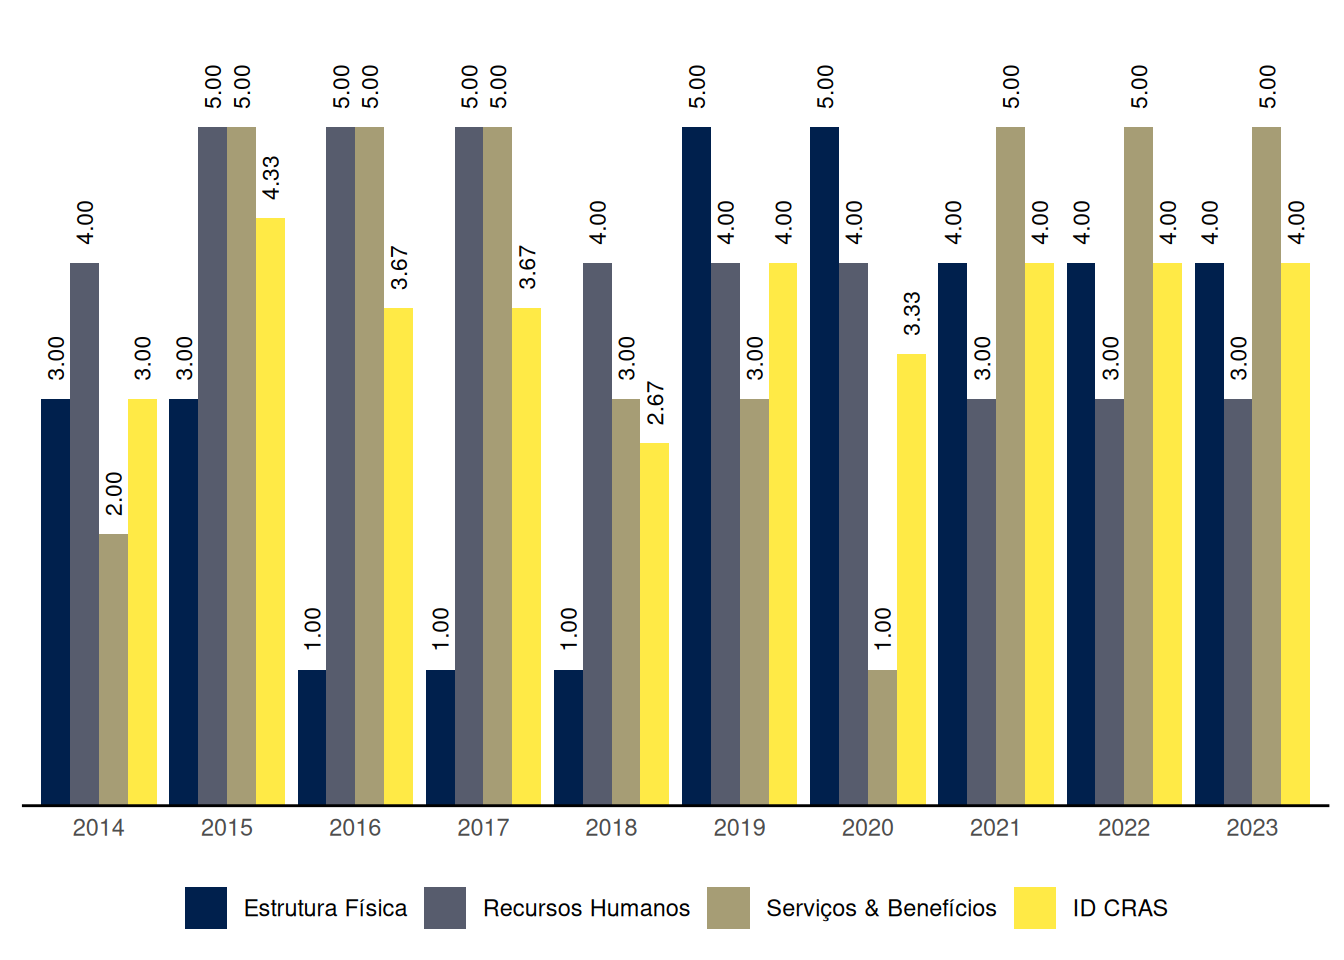 5.00 5.00 5.00 5.00 5.00 5.00 5.00 5.00 5.00 5.00 5.00
4.33
4.00 4.00 4.00 4.00 4.00 4.00 4.00 4.00 4.00 4.00 4.00
3.67 3.67
3.33
3.00 3.00 3.00 3.00 3.00 3.00 3.00 3.00
2.67
2.00
1.00 1.00 1.00 1.00
2014 2015 2016 2017 2018 2019 2020 2021 2022 2023
Estrutura Física Recursos Humanos Serviços & Benefícios ID CRAS